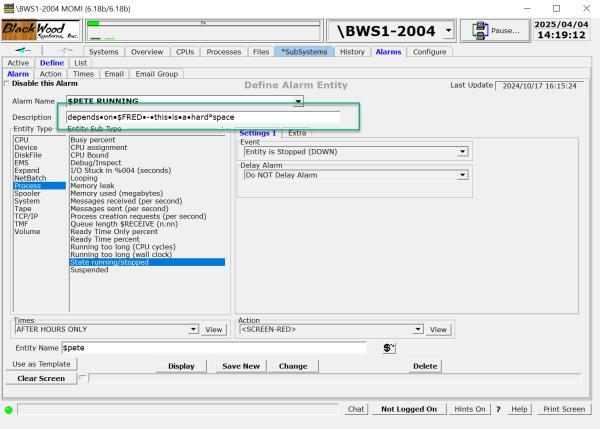 \BWS1-2004 MOMI (6.18b/6.18b)
BlackWood
Systems, Inc.
5%
\BWS1-2004
Pause...
2025/04/04
14:19:12
Systems Overview CPUs Processes Files *SubSystems History Alarms Configure
Active Define List
Alarm Action Times Email Email Group
Disable this Alarm
Define Alarm Entity
Last Update 2024/10/17 16:15:24
Alarm Name $PETE RUNNING
Description depends•on•$FRED•-•this•is•a•hard°space
Entity Type
CPU
Device
DiskFile
EMS
Expand
NetBatch
Process
Spooler
System
Tape
TCP/IP
TMF
Volume
Entity Sub Type
Busy percent
CPU assignment
CPU Bound
Debug/Inspect
I/O Stuck in %004 (seconds)
Looping
Memory leak
Memory used (megabytes)
Messages received (per second)
Messages sent (per second)
Process creation requests (per second)
Queue length $RECEIVE (n.nn)
Ready Time Only percent
Ready Time percent
Running too long (CPU cycles)
Running too long (wall clock)
State running/stopped
Suspended
Settings 1 Extra
Event
Entity is Stopped (DOWN)
Delay Alarm
Do NOT Delay Alarm
Times
AFTER HOURS ONLY View
Action
<SCREEN-RED> View
Entity Name $pete
Use as Template
Display Save New Change Delete
Clear Screen
Chat Not Logged On Hints On ? Help Print Screen